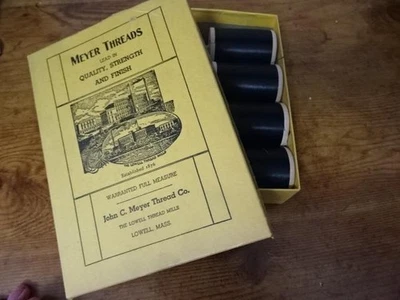 MEYER THREADS
LEAD IN
QUALITY, STRENGTH
AND FINISH
Established 1876
WARRANTED FULL MEASURE
John C. Meyer Thread Co.
THE LOWELL THREAD MILLS
LOWELL, MASS.